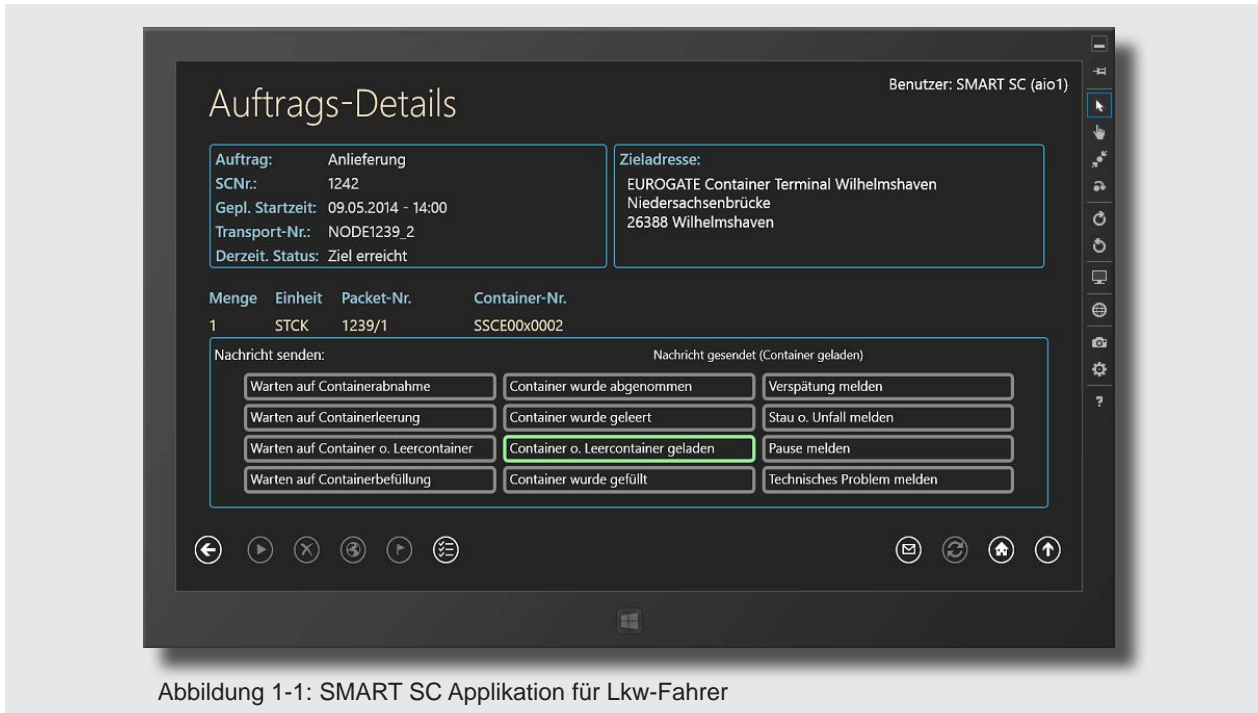 Auftrags-Details
Benutzer: SMART SC (aio1)
Auftrag: Anlieferung
SCNr.: 1242
Gepl. Startzeit: 09.05.2014 - 14:00
Transport-Nr.: NODE1239_2
Derzeit. Status: Ziel erreicht
Zieladresse:
EUROGATE Container Terminal Wilhelmshaven
Niedersachsenbrücke
26388 Wilhelmshaven
Menge Einheit Packet-Nr. Container-Nr.
1 STCK 1239/1 SSCE00x0002
Nachricht senden: Nachricht gesendet (Container geladen)
Warten auf Containerabnahme Container wurde abgenommen Verspätung melden
Warten auf Containerleerung Container wurde geleert Stau o. Unfall melden
Warten auf Container o. Leercontainer Container o. Leercontainer geladen Pause melden
Warten auf Containerbefüllung Container wurde gefüllt Technisches Problem melden
?
Abbildung 1-1: SMART SC Applikation für Lkw-Fahrer